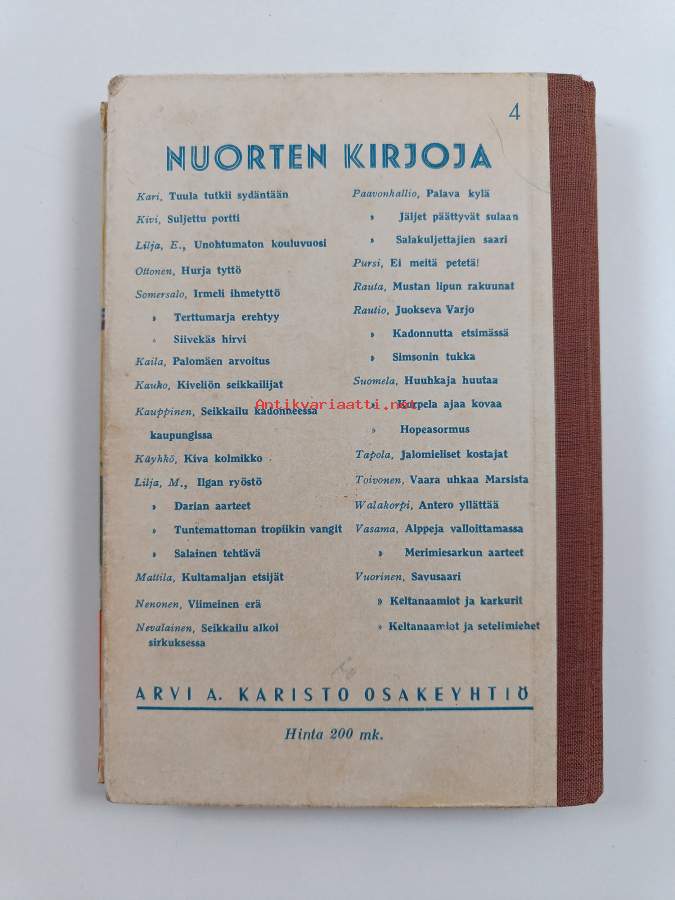 4
NUORTEN KIRJOJA
Kari, Tuula tutkii sydäntään
Kivi, Suljettu portti
Lilja, E., Unohtumaton kouluvuosi
Ottonen, Hurja tyttö
Somersalo, Irmeli ihmetyttö
» Terttumarja erehtyy
» Siivekäs hirvi
Kaila, Palomäen arvoitus
Kauho, Kiveliön seikkailijat
Kauppinen, Seikkailu kadonneessa
kaupungissa
Käyhkö, Kiva kolmikko
Lilja, M., Ilgan ryöstö
» Darian aarteet
» Tuntemattoman tropiikin vangit
» Salainen tehtävä
Mattila, Kultamaljan etsijät
Nenonen, Viimeinen erä
Nevalainen, Seikkailu alkoi
sirkuksessa
Paavonhallio, Palava kylä
» Jäljet päättyvät sulaan
» Salakuljettajien saari
Pursi, Ei meitä petetä!
Rauta, Mustan lipun rakuunat
Rautio, Juokseva Varjo
» Kadonnutta etsimässä
» Simsonin tukka
Suomela, Huuhkaja huutaa
» Korpela ajaa kovaa
» Hopeasormus
Tapola, Jalomieliset kostajat
Toivonen, Vaara uhkaa Marsista
Walakorpi, Antero yllättää
Vasama, Alppeja valloittamassa
» Merimiesarkun aarteet
Vuorinen, Savusaari
» Keltanaamiot ja karkurit
» Keltanaamiot ja setelimiehet
Antikvariaatti.net
ARVI A. KARISTO OSAKEYHTIÖ
Hinta 200 mk.